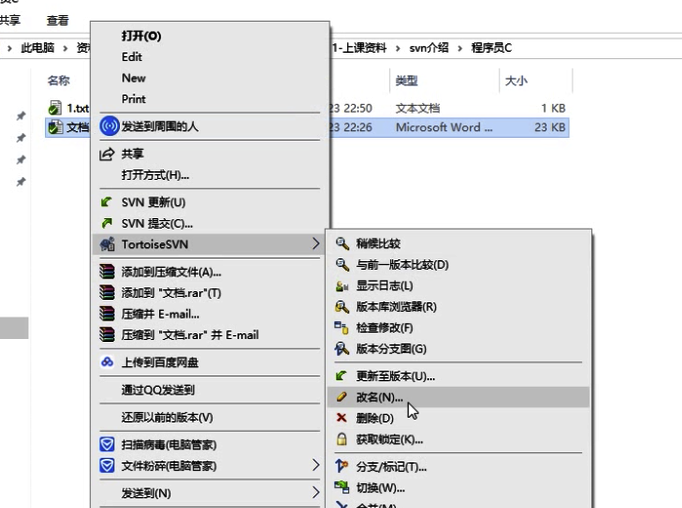 共享 查看
此电脑 1-上课资料 svn介绍 程序员C
名称 类型 大小
1.txt 23 22:50 文本文档 1 KB
文档 23 22:26 Microsoft Word ... 23 KB
打开(O)
Edit
New
Print
发送到周围的人
共享
打开方式(H)...
SVN 更新(U)
SVN 提交(C)...
TortoiseSVN
添加到压缩文件(A)...
添加到 "文档.rar"(T)
压缩并 E-mail...
压缩到 "文档.rar" 并 E-mail
上传到百度网盘
通过QQ发送到
还原以前的版本(V)
扫描病毒(电脑管家)
文件粉碎(电脑管家)
发送到(N)
稍候比较
与前一版本比较(D)
显示日志(L)
版本库浏览器(R)
检查修改(F)
版本分支图(G)
更新至版本(U)...
改名(N)...
删除(D)
获取锁定(K)...
分支/标记(T)...
切换(W)...